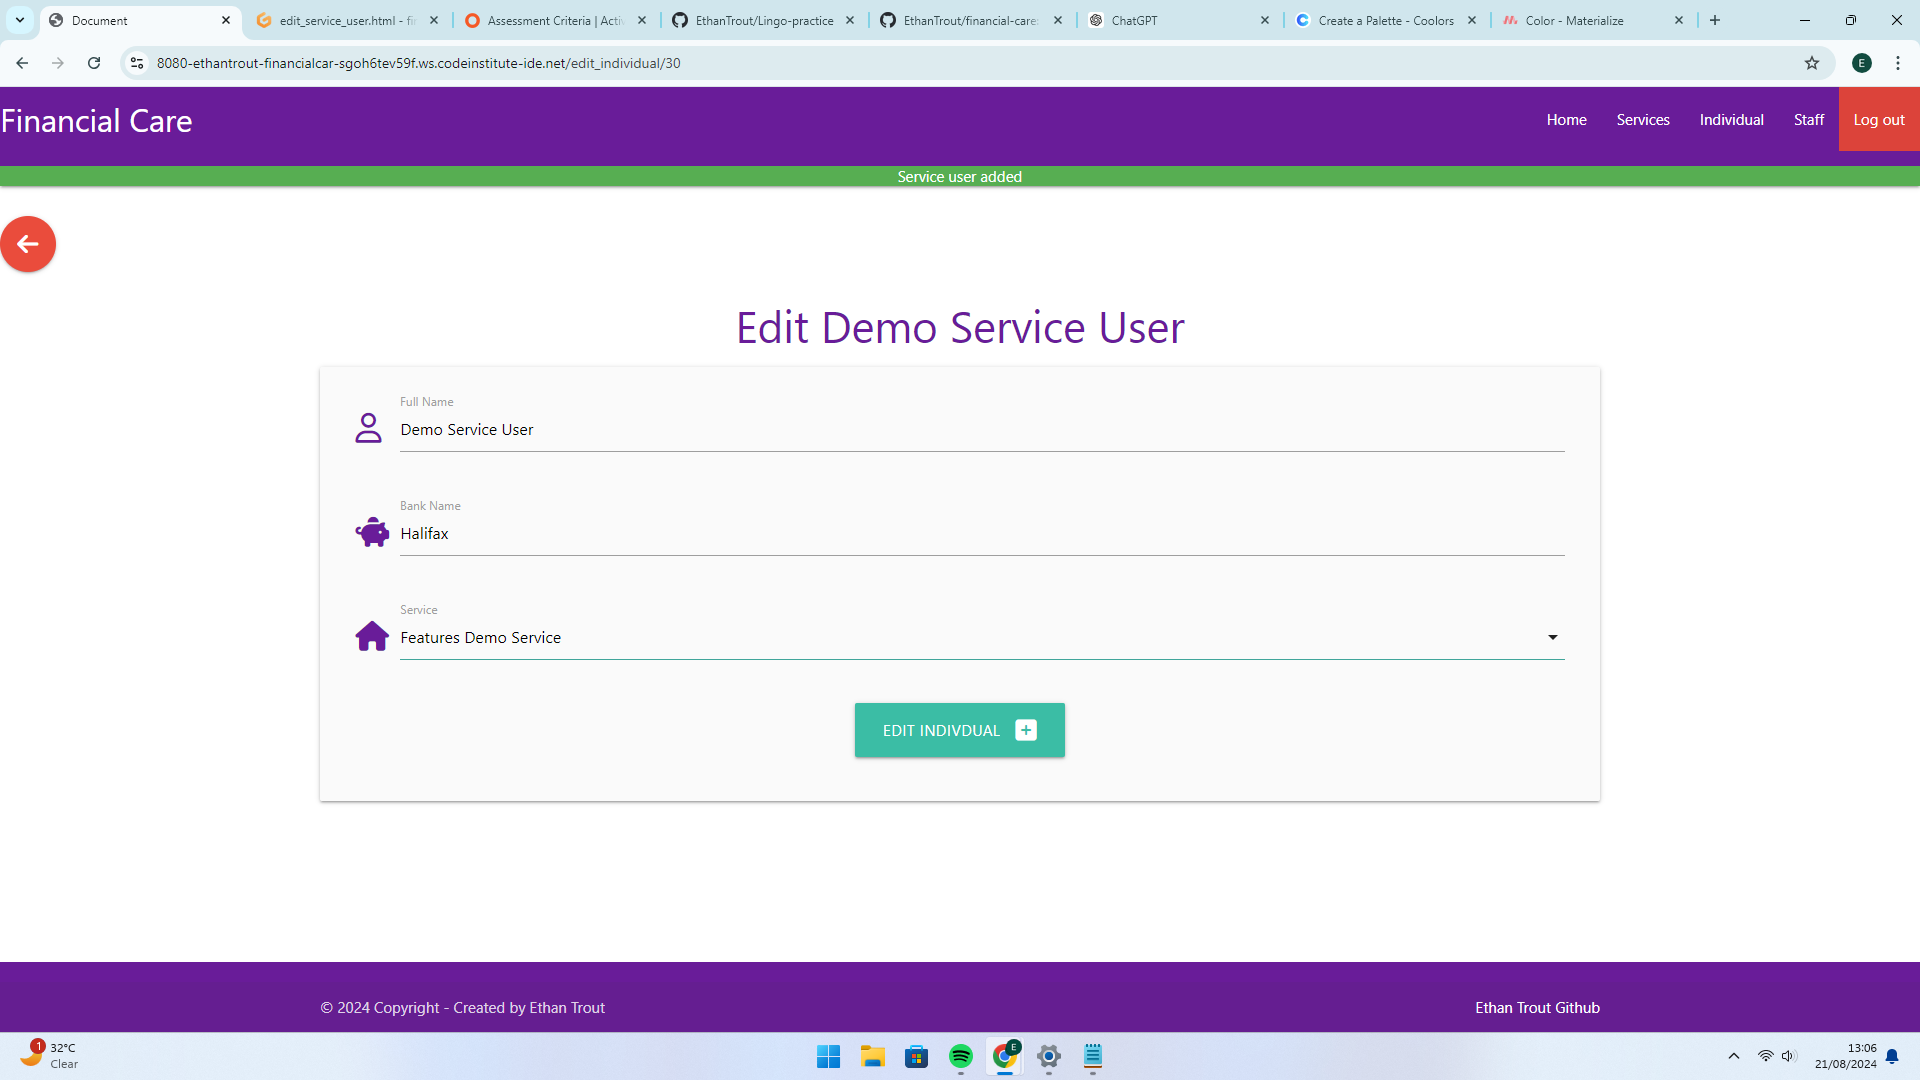 Document
edit_service_user.html - fi
Assessment Criteria | Activ
EthanTrout/Lingo-practice
EthanTrout/financial-care:
ChatGPT
Create a Palette - Coolors
Color - Materialize
8080-ethantrout-financialcar-sgoh6tev59f.ws.codeinstitute-ide.net/edit_individual/30
E
Financial Care
Home
Services
Individual
Staff
Log out
Service user added
Edit Demo Service User
Full Name
Demo Service User
Bank Name
Halifax
Service
Features Demo Service
EDIT INDIVDUAL
© 2024 Copyright - Created by Ethan Trout
Ethan Trout Github
1
32°C
Clear
E
13:06
21/08/2024